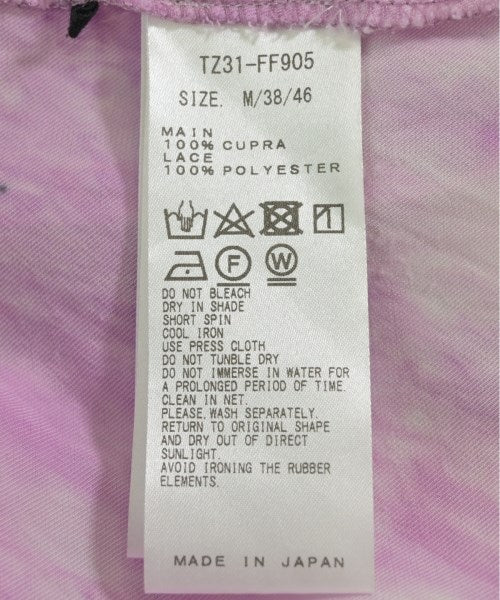 TZ31-FF905
SIZE. M/38/46
MAIN
100% CUPRA
LACE
100% POLYESTER
F W
DO NOT BLEACH
DRY IN SHADE
SHORT SPIN
COOL IRON
USE PRESS CLOTH
DO NOT TUNBLE DRY
DO NOT IMMERSE IN WATER FOR
A PROLONGED PERIOD OF TIME.
CLEAN IN NET.
PLEASE,WASH SEPARATELY.
RETURN TO ORIGINAL SHAPE
AND DRY OUT OF DIRECT
SUNLIGHT.
AVOID IRONING THE RUBBER
ELEMENTS.
MADE IN JAPAN